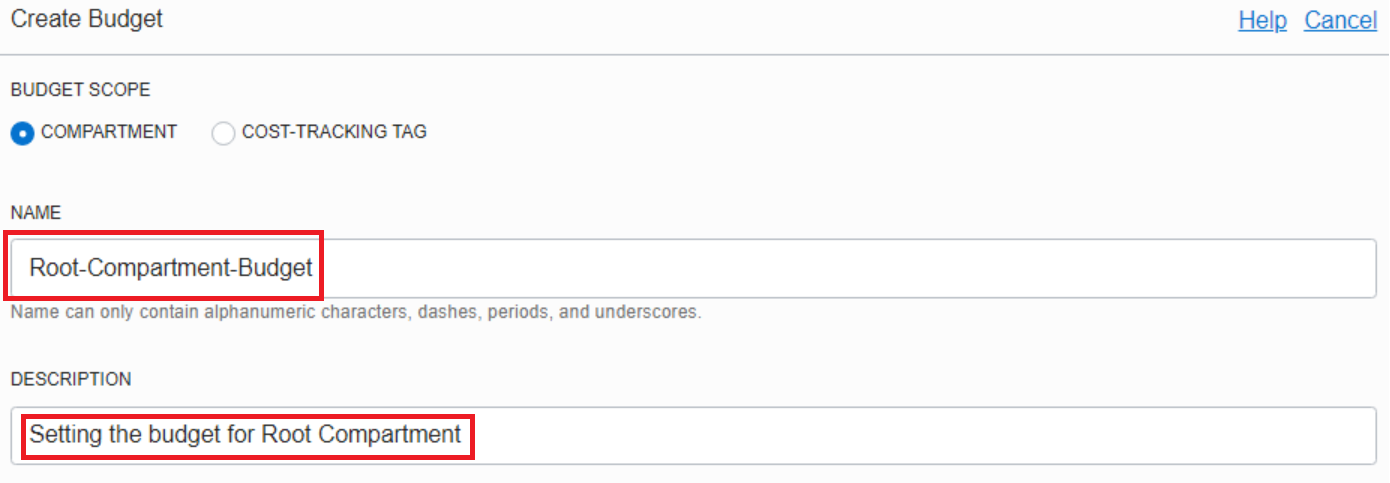 Create Budget Help Cancel
BUDGET SCOPE
COMPARTMENT COST-TRACKING TAG
NAME
Root-Compartment-Budget
Name can only contain alphanumeric characters, dashes, periods, and underscores.
DESCRIPTION
Setting the budget for Root Compartment